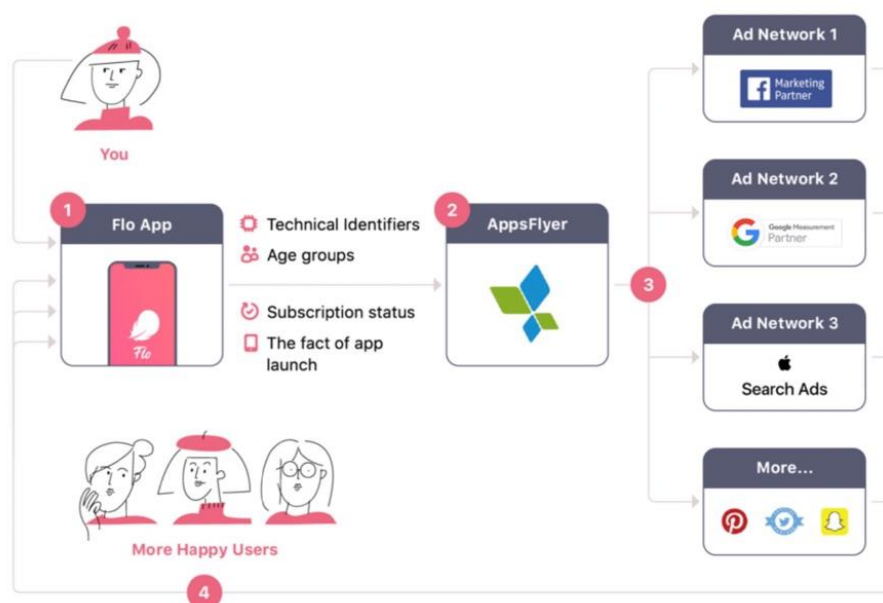 You
1
Flo App
Flo
Technical Identifiers
Age groups
Subscription status
The fact of app
launch
2
AppsFlyer
3
Ad Network 1
Marketing
Partner
Ad Network 2
Google Measurement
Partner
Ad Network 3
Search Ads
More...
More Happy Users
4